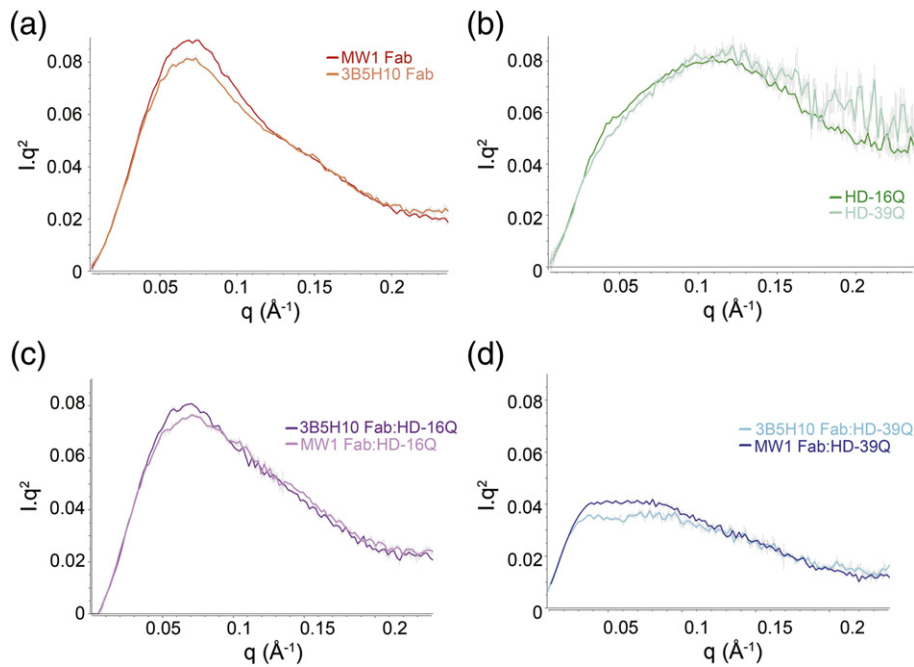 (a)
MW1 Fab
3B5H10 Fab
I.q²
0.08
0.06
0.04
0.02
0
0.05 0.1 0.15 0.2
q (Å⁻¹)
(b)
HD-16Q
HD-39Q
I.q²
0.08
0.06
0.04
0.02
0
0.05 0.1 0.15 0.2
q (Å⁻¹)
(c)
3B5H10 Fab:HD-16Q
MW1 Fab:HD-16Q
I.q²
0.08
0.06
0.04
0.02
0
0.05 0.1 0.15 0.2
q (Å⁻¹)
(d)
3B5H10 Fab:HD-39Q
MW1 Fab:HD-39Q
I.q²
0.08
0.06
0.04
0.02
0
0.05 0.1 0.15 0.2
q (Å⁻¹)